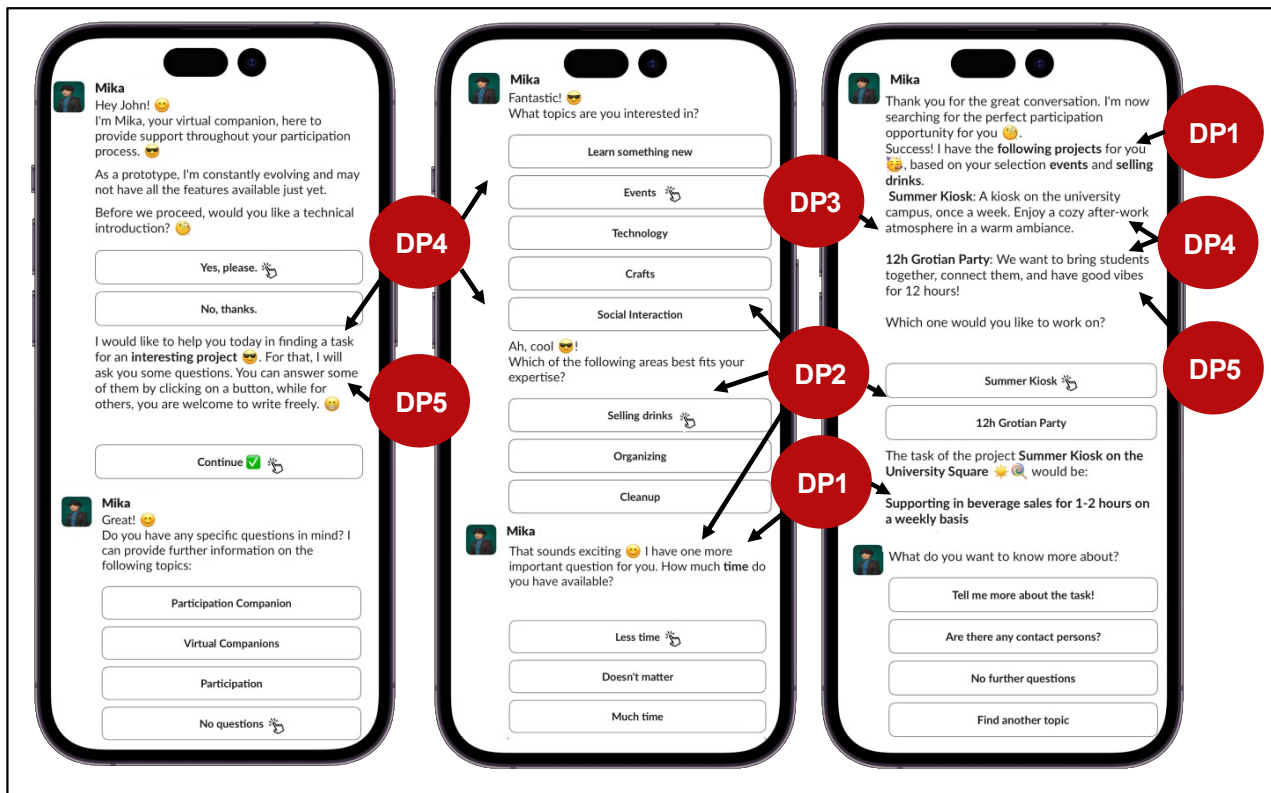 Mika
Hey John! 😊
I'm Mika, your virtual companion, here to
provide support throughout your participation
process. 😎
As a prototype, I'm constantly evolving and may
not have all the features available just yet.
Before we proceed, would you like a technical
introduction? 🧐
Yes, please.
No, thanks.
I would like to help you today in finding a task
for an interesting project 😎. For that, I will
ask you some questions. You can answer some
of them by clicking on a button, while for
others, you are welcome to write freely. 😁
Continue ✅
Mika
Great! 😊
Do you have any specific questions in mind? I
can provide further information on the
following topics:
Participation Companion
Virtual Companions
Participation
No questions
DP4
DP5
Mika
Fantastic! 😎
What topics are you interested in?
Learn something new
Events
Technology
Crafts
Social Interaction
Ah, cool 😎!
Which of the following areas best fits your
expertise?
Selling drinks
Organizing
Cleanup
Mika
That sounds exciting 😊 I have one more
important question for you. How much time do
you have available?
Less time
Doesn't matter
Much time
DP3
DP2
DP1
Mika
Thank you for the great conversation. I'm now
searching for the perfect participation
opportunity for you 🧐.
Success! I have the following projects for you
🥳, based on your selection events and selling
drinks.
Summer Kiosk: A kiosk on the university
campus, once a week. Enjoy a cozy after-work
atmosphere in a warm ambiance.
12h Grotian Party: We want to bring students
together, connect them, and have good vibes
for 12 hours!
Which one would you like to work on?
Summer Kiosk
12h Grotian Party
The task of the project Summer Kiosk on the
University Square ☀️🍭 would be:
Supporting in beverage sales for 1-2 hours on
a weekly basis
What do you want to know more about?
Tell me more about the task!
Are there any contact persons?
No further questions
Find another topic
DP1
DP4
DP5